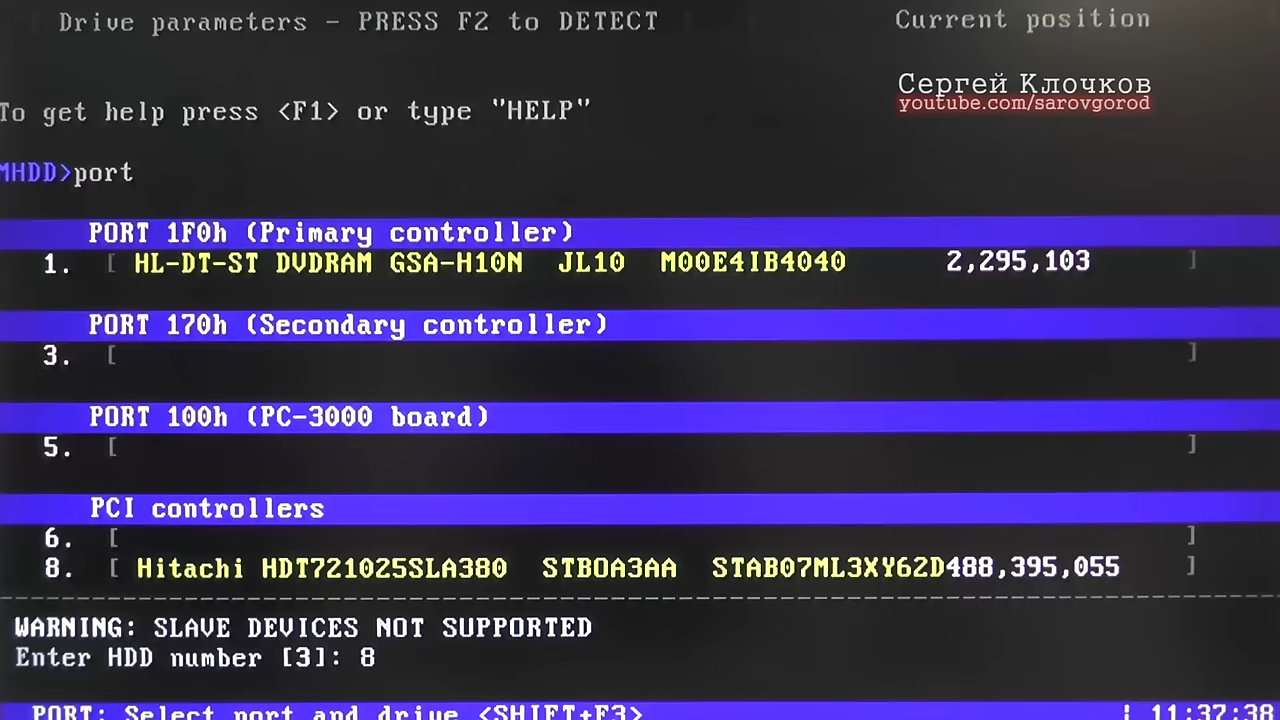 Drive parameters - PRESS F2 to DETECT
Current position
Сергей Клочков
youtube.com/sarovgorod
To get help press <F1> or type "HELP"
MHDD>port
PORT 1F0h (Primary controller)
1. [ HL-DT-ST DVDRAM GSA-H10N JL10 M00E4IB4040 2,295,103 ]
PORT 170h (Secondary controller)
3. [ ]
PORT 100h (PC-3000 board)
5. [ ]
PCI controllers
6. [ ]
8. [ Hitachi HDT721025SLA380 STBOA3AA STAB07ML3XY62D488,395,055 ]
WARNING: SLAVE DEVICES NOT SUPPORTED
Enter HDD number [3]: 8
PORT: Select port and drive <SHIFT+F3> ¦ 11:37:38